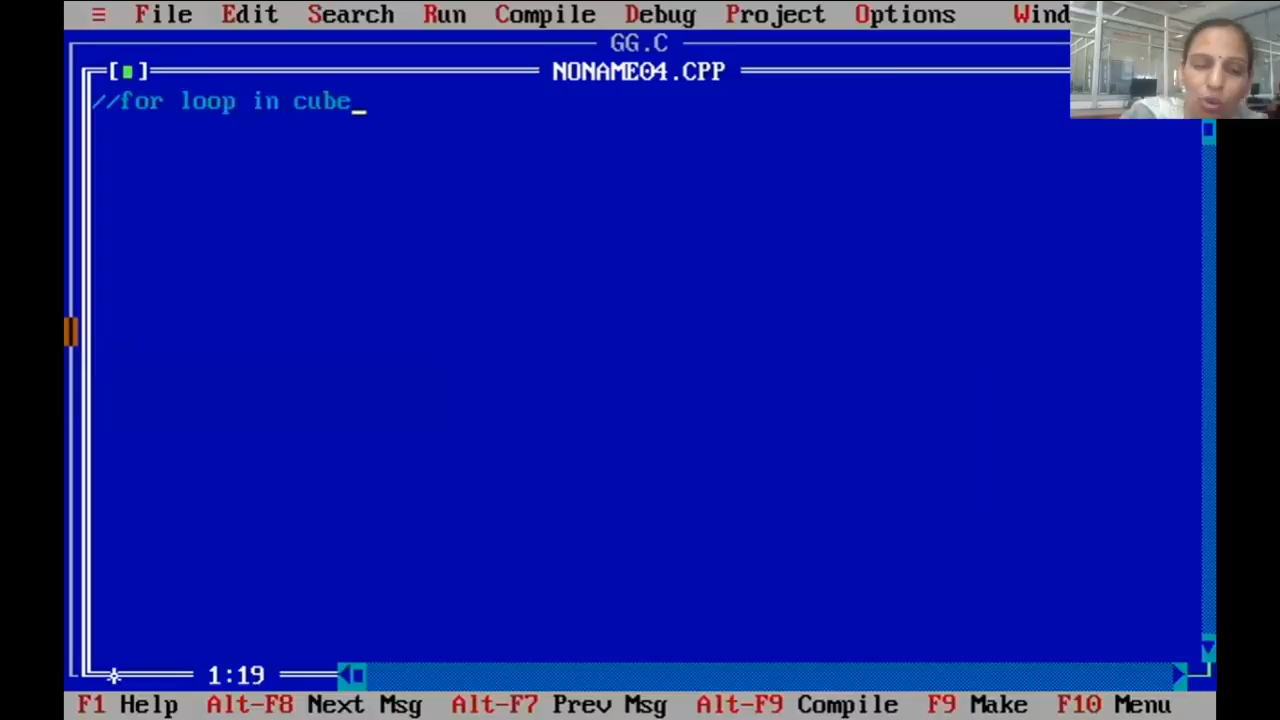 ≡ File Edit Search Run Compile Debug Project Options Wind
GG.C
[■] NONAME04.CPP
//for loop in cube_
1:19
F1 Help Alt-F8 Next Msg Alt-F7 Prev Msg Alt-F9 Compile F9 Make F10 Menu